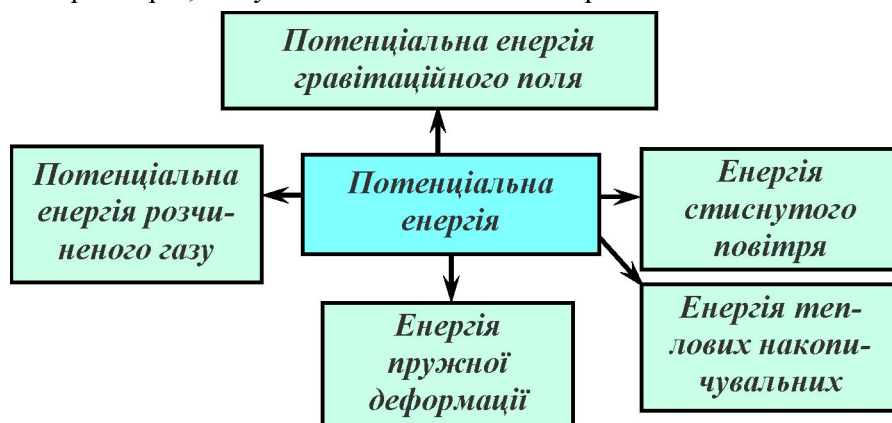 Потенціальна енергія
гравітаційного поля
Потенціальна
енергія розчи-
неного газу
Потенціальна
енергія
Енергія
стиснутого
повітря
Енергія
пружної
деформації
Енергія теп-
лових накопи-
чувальних